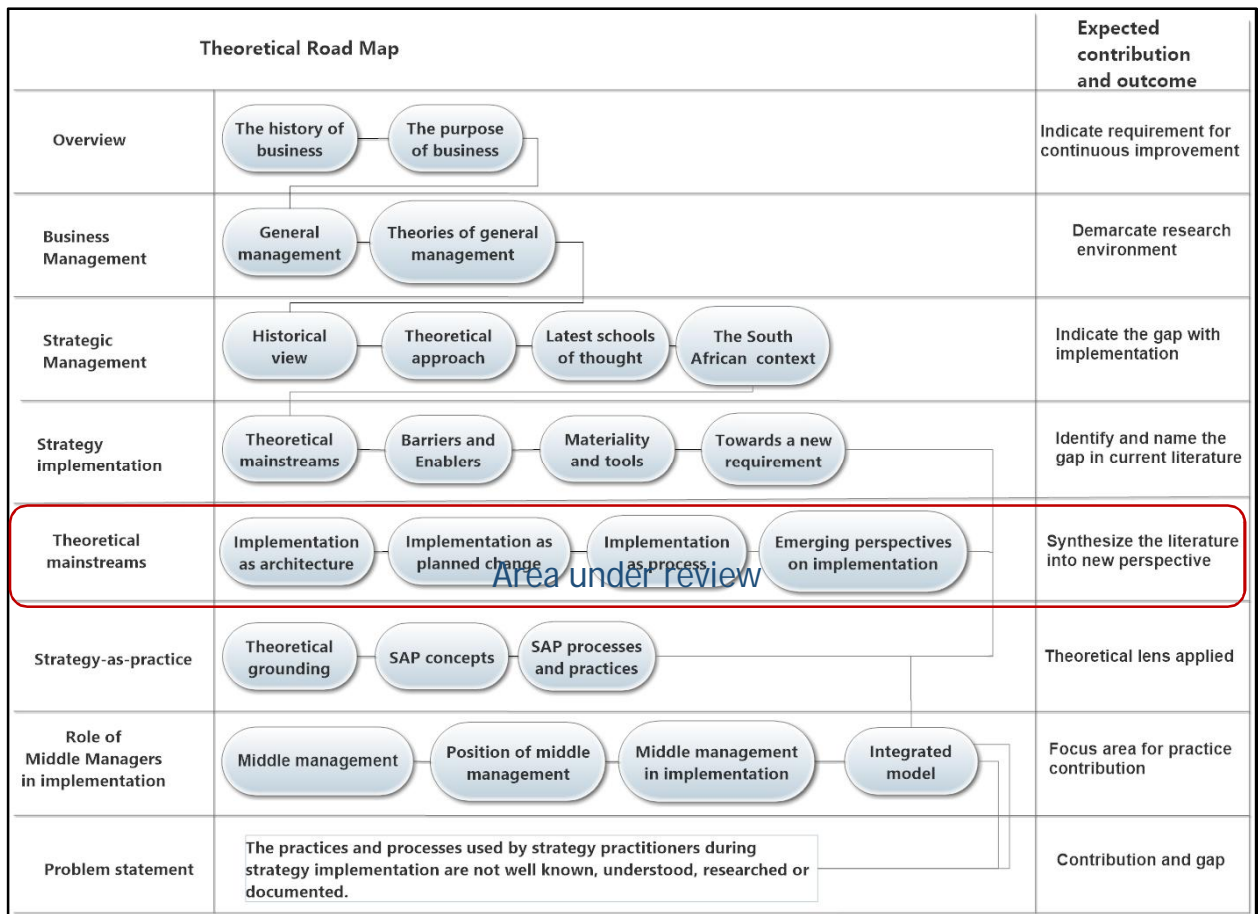 Theoretical Road Map
Expected
contribution
and outcome
Overview
The history of
business
The purpose
of business
Indicate requirement for
continuous improvement
Business
Management
General
management
Theories of general
management
Demarcate research
environment
Strategic
Management
Historical
view
Theoretical
approach
Latest schools
of thought
The South
African context
Indicate the gap with
implementation
Strategy
implementation
Theoretical
mainstreams
Barriers and
Enablers
Materiality
and tools
Towards a new
requirement
Identify and name the
gap in current literature
Theoretical
mainstreams
Implementation
as architecture
Implementation as
planned change
Implementation
as process
Emerging perspectives
on implementation
Area under review
Synthesize the literature
into new perspective
Strategy-as-practice
Theoretical
grounding
SAP concepts
SAP processes
and practices
Theoretical lens applied
Role of
Middle Managers
in implementation
Middle management
Position of middle
management
Middle management
in implementation
Integrated
model
Focus area for practice
contribution
Problem statement
The practices and processes used by strategy practitioners during
strategy implementation are not well known, understood, researched or
documented.
Contribution and gap